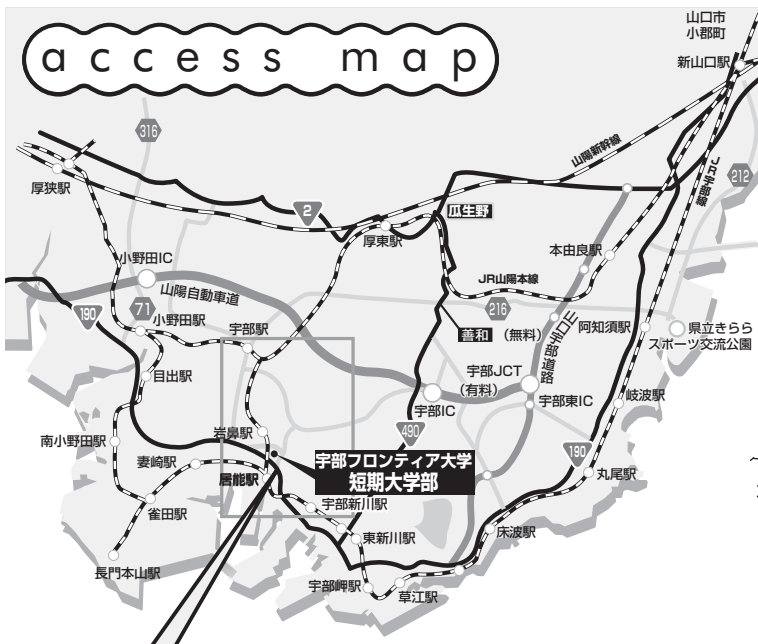 access map
山口市
小郡町
新山口駅
316
山陽新幹線
JR宇部線
212
厚狭駅
2
瓜生野
厚東駅
本由良駅
小野田IC
山陽自動車道
JR山陽本線
216
190
71
小野田駅
宇部駅
善和
(無料)
山口宇部道路
阿知須駅
県立きらら
スポーツ交流公園
目出駅
宇部JCT
(有料)
宇部IC
宇部東IC
岐波駅
岩鼻駅
490
南小野田駅
妻崎駅
居能駅
宇部フロンティア大学
短期大学部
190
丸尾駅
雀田駅
宇部新川駅
東新川駅
床波駅
長門本山駅
宇部岬駅
草江駅